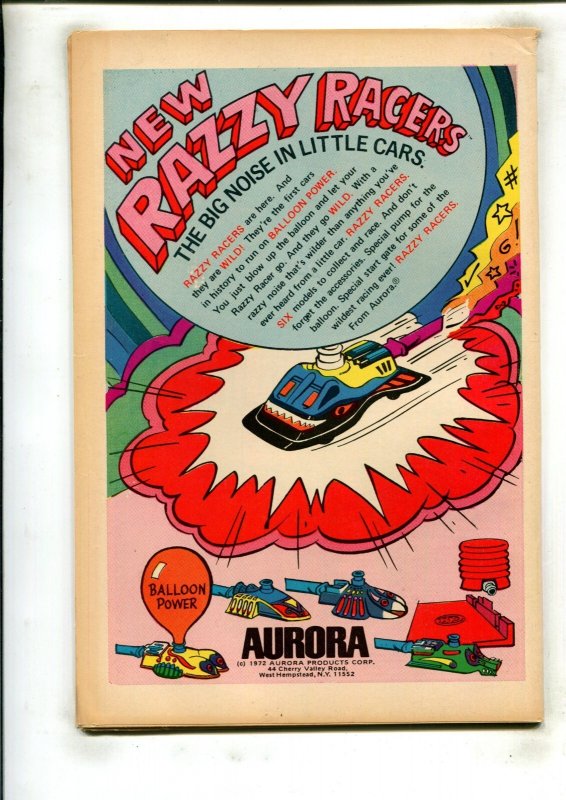 NEW
RAZZY RACERS™
THE BIG NOISE IN LITTLE CARS.
RAZZY RACERS are here. And
they are WILD! They're the first cars
in history to run on BALLOON POWER.
You just blow up the balloon and let your
Razzy Racer go. And they go WILD. With a
razzy noise that's wilder than anything you've
ever heard from a little car. RAZZY RACERS.
SIX models to collect and race. And don't
forget the accessories. Special pump for the
balloon. Special start gate for some of the
wildest racing ever! RAZZY RACERS.
From Aurora.®
#
G!
BALLOON
POWER
AURORA
(c) 1972 AURORA PRODUCTS CORP.
44 Cherry Valley Road,
West Hempstead, N.Y. 11552